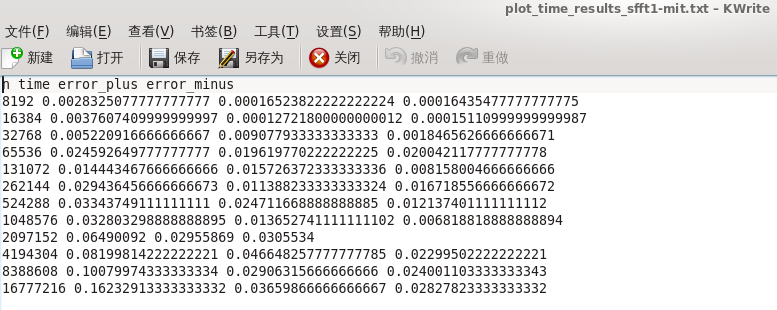 plot_time_results_sfft1-mit.txt - KWrite
文件(F) 编辑(E) 查看(V) 书签(B) 工具(T) 设置(S) 帮助(H)
新建 打开 保存 另存为 关闭 撤消 重做
n time error_plus error_minus
8192 0.0028325077777777777 0.00016523822222222224 0.00016435477777777775
16384 0.0037607409999999997 0.00012721800000000012 0.00015110999999999987
32768 0.005220916666666667 0.009077933333333333 0.0018465626666666671
65536 0.024592649777777777 0.019619770222222225 0.020042117777777778
131072 0.014443467666666666 0.015726372333333336 0.008158004666666666
262144 0.029436456666666673 0.011388233333333324 0.016718556666666672
524288 0.03343749111111111 0.024711668888888885 0.012137401111111112
1048576 0.032803298888888895 0.013652741111111102 0.006818818888888894
2097152 0.06490092 0.02955869 0.0305534
4194304 0.08199814222222221 0.046648257777777785 0.02299502222222221
8388608 0.10079974333333334 0.02906315666666666 0.024001103333333343
16777216 0.16232913333333332 0.03659866666666667 0.02827823333333332